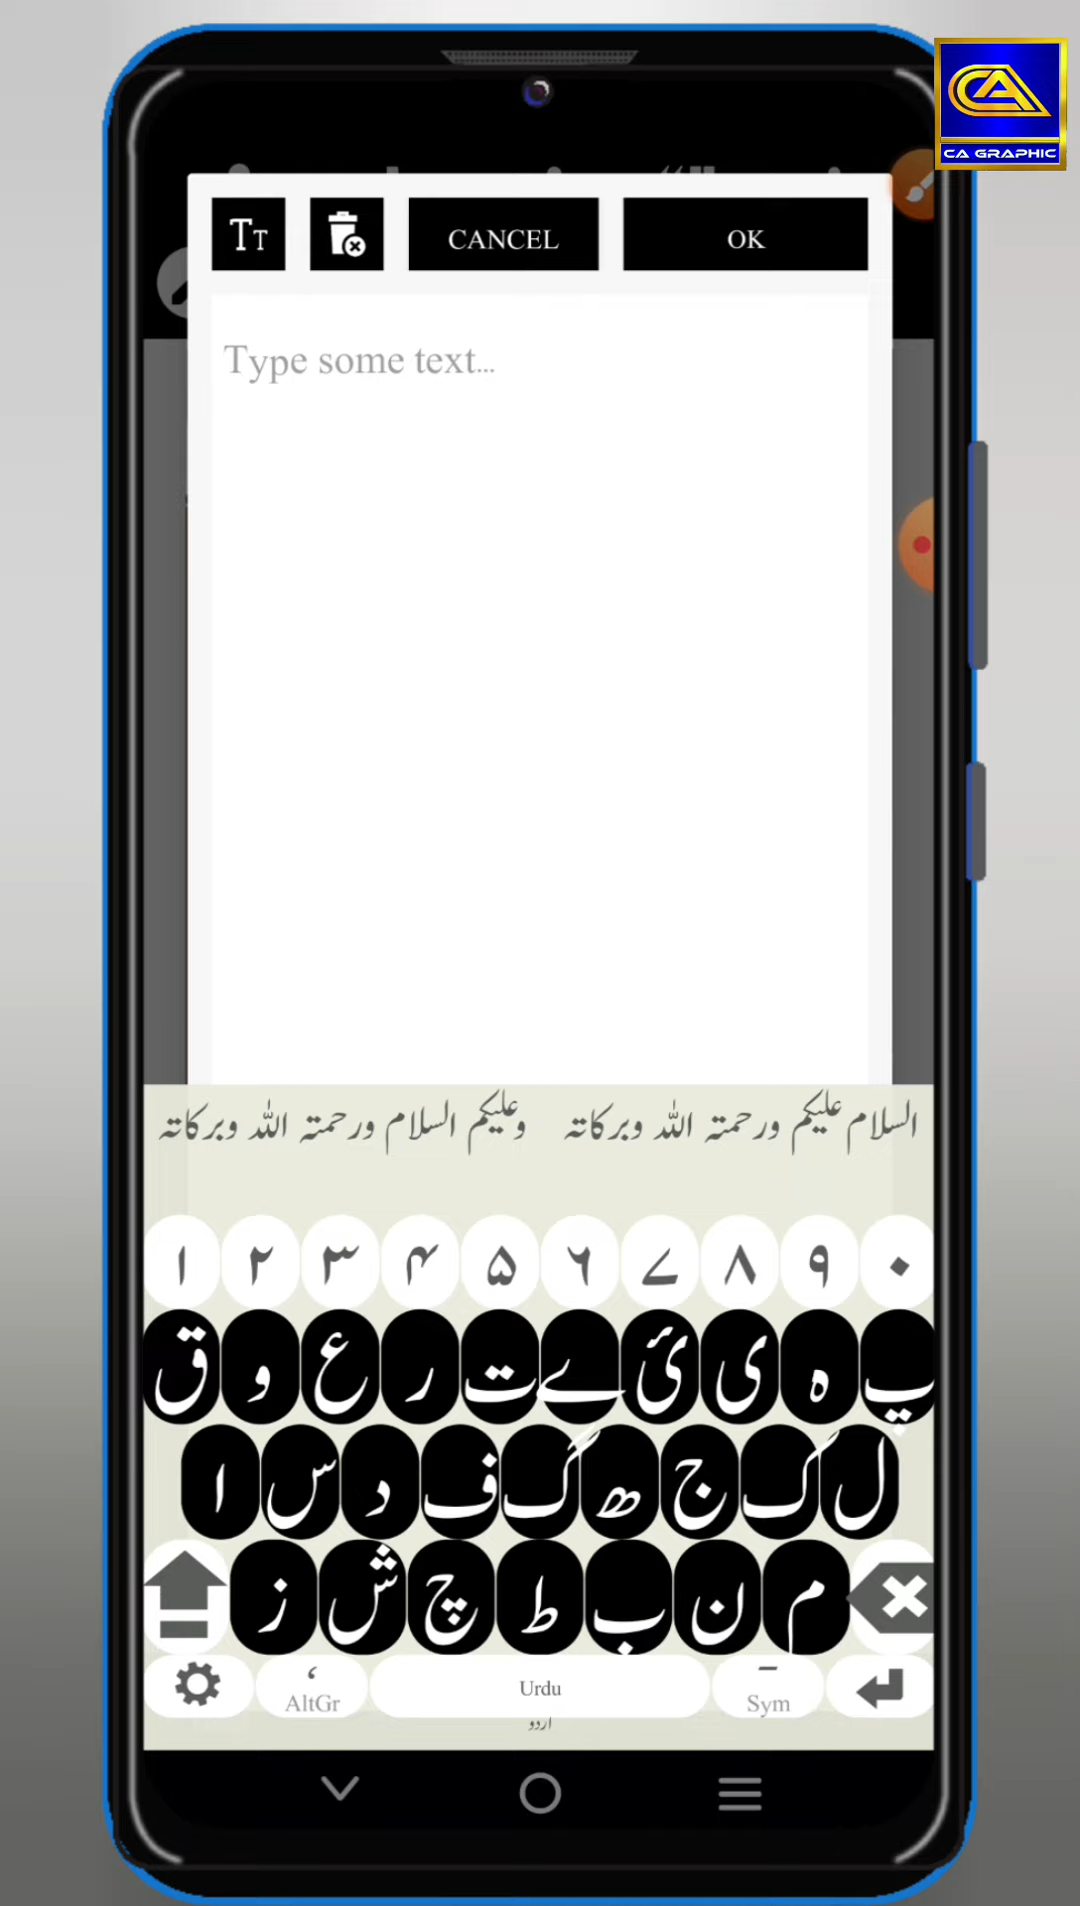 CA GRAPHIC
Tт CANCEL OK
Type some text...
السلام علیکم ورحمتہ اللہ وبرکاتہ وعلیکم السلام ورحمتہ اللہ وبرکاتہ
۱ ۲ ۳ ۴ ۵ ۶ ۷ ۸ ۹ ۰
ق و ع ر ت ے ئ ی ہ پ
ا س د ف گ ھ ج ک ل
ز ش چ ط ب ن م
، AltGr Urdu - Sym
اردو